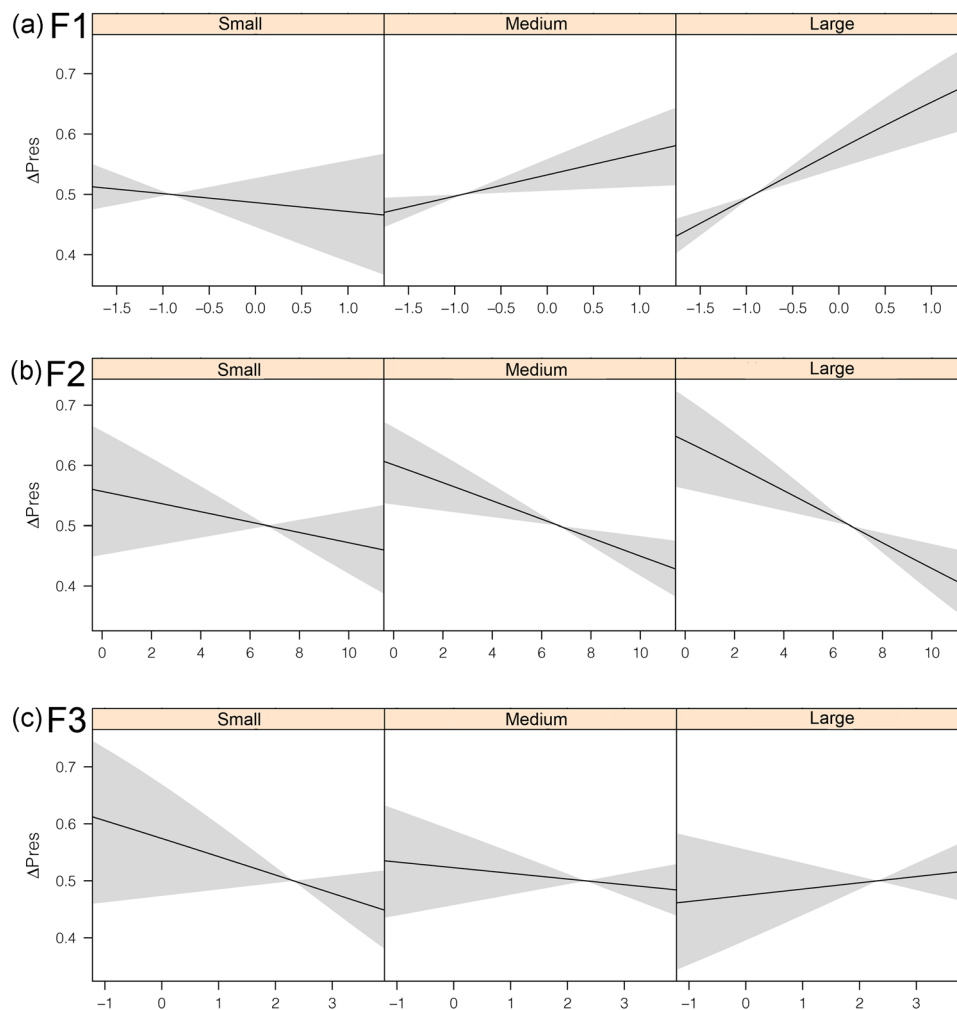 (a) F1
Small Medium Large
0.7
0.6
0.5
0.4
ΔPres
−1.5 −1.0 −0.5 0.0 0.5 1.0 −1.5 −1.0 −0.5 0.0 0.5 1.0 −1.5 −1.0 −0.5 0.0 0.5 1.0
(b) F2
Small Medium Large
0.7
0.6
0.5
0.4
ΔPres
0 2 4 6 8 10 0 2 4 6 8 10 0 2 4 6 8 10
(c) F3
Small Medium Large
0.7
0.6
0.5
0.4
ΔPres
−1 0 1 2 3 −1 0 1 2 3 −1 0 1 2 3